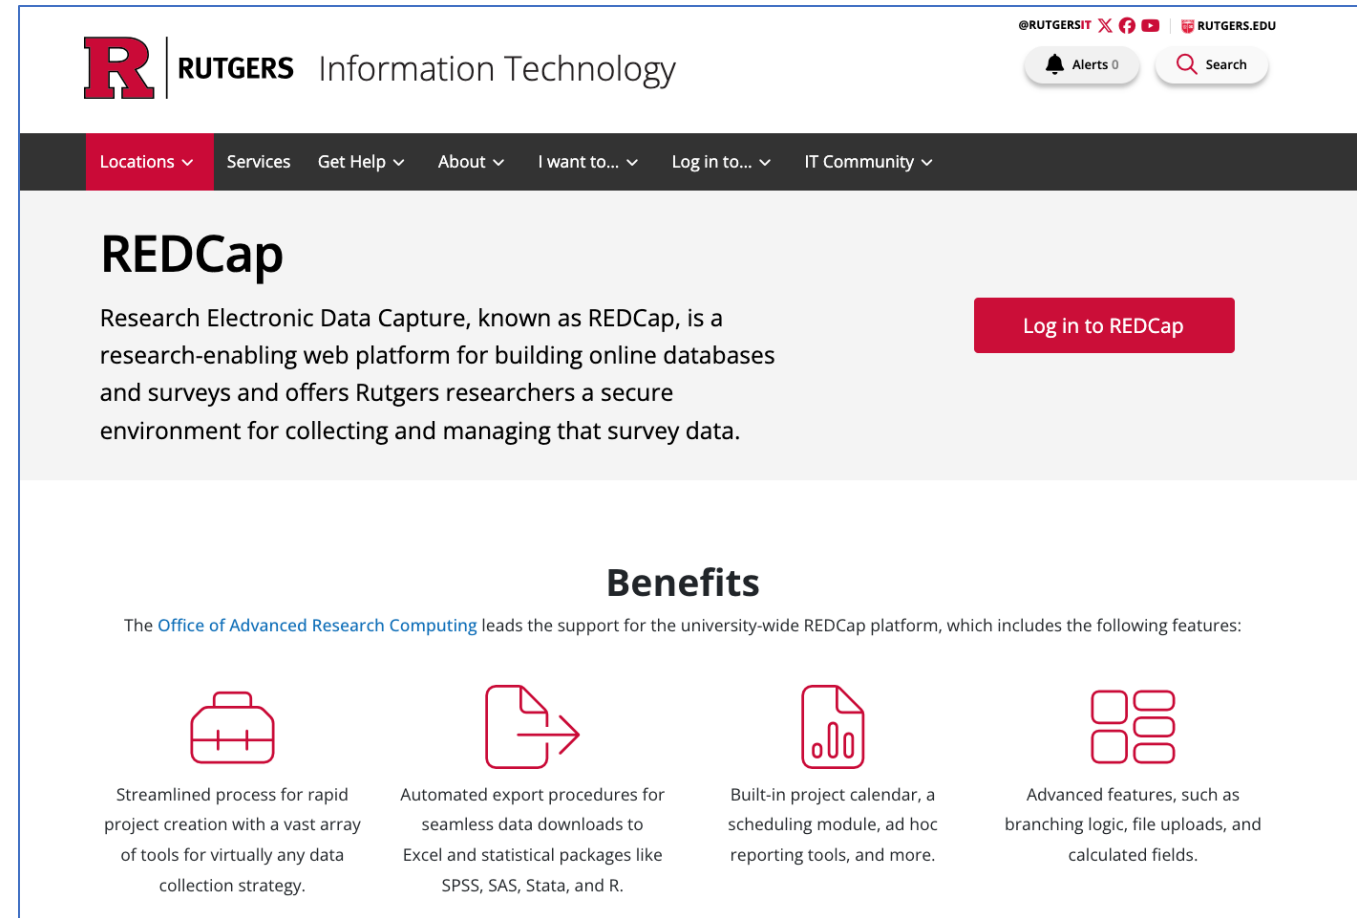 @RUTGERSIT RUTGERS.EDU
R RUTGERS Information Technology
Alerts 0 Search
Locations Services Get Help About I want to... Log in to... IT Community
REDCap
Research Electronic Data Capture, known as REDCap, is a
research-enabling web platform for building online databases
and surveys and offers Rutgers researchers a secure
environment for collecting and managing that survey data.
Log in to REDCap
Benefits
The Office of Advanced Research Computing leads the support for the university-wide REDCap platform, which includes the following features:
Streamlined process for rapid
project creation with a vast array
of tools for virtually any data
collection strategy.
Automated export procedures for
seamless data downloads to
Excel and statistical packages like
SPSS, SAS, Stata, and R.
Built-in project calendar, a
scheduling module, ad hoc
reporting tools, and more.
Advanced features, such as
branching logic, file uploads, and
calculated fields.